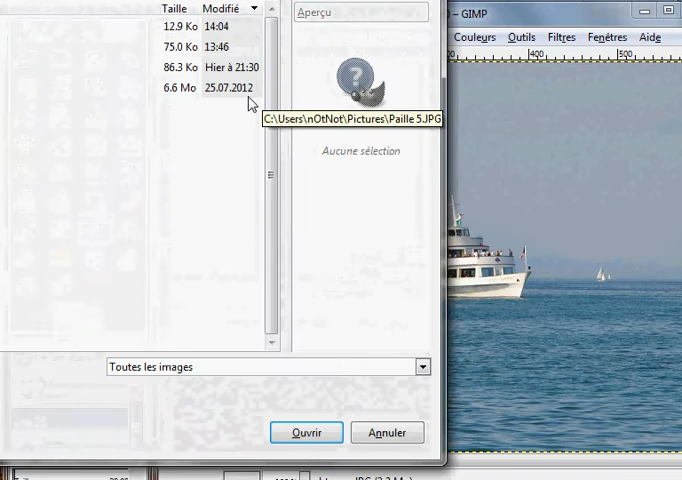 Taille Modifié
12.9 Ko 14:04
75.0 Ko 13:46
86.3 Ko Hier à 21:30
6.6 Mo 25.07.2012
C:\Users\nOtNot\Pictures\Paille 5.JPG
Aperçu
Aucune sélection
Toutes les images
Ouvrir Annuler
– GIMP
Couleurs Outils Filtres Fenêtres Aide
400 500